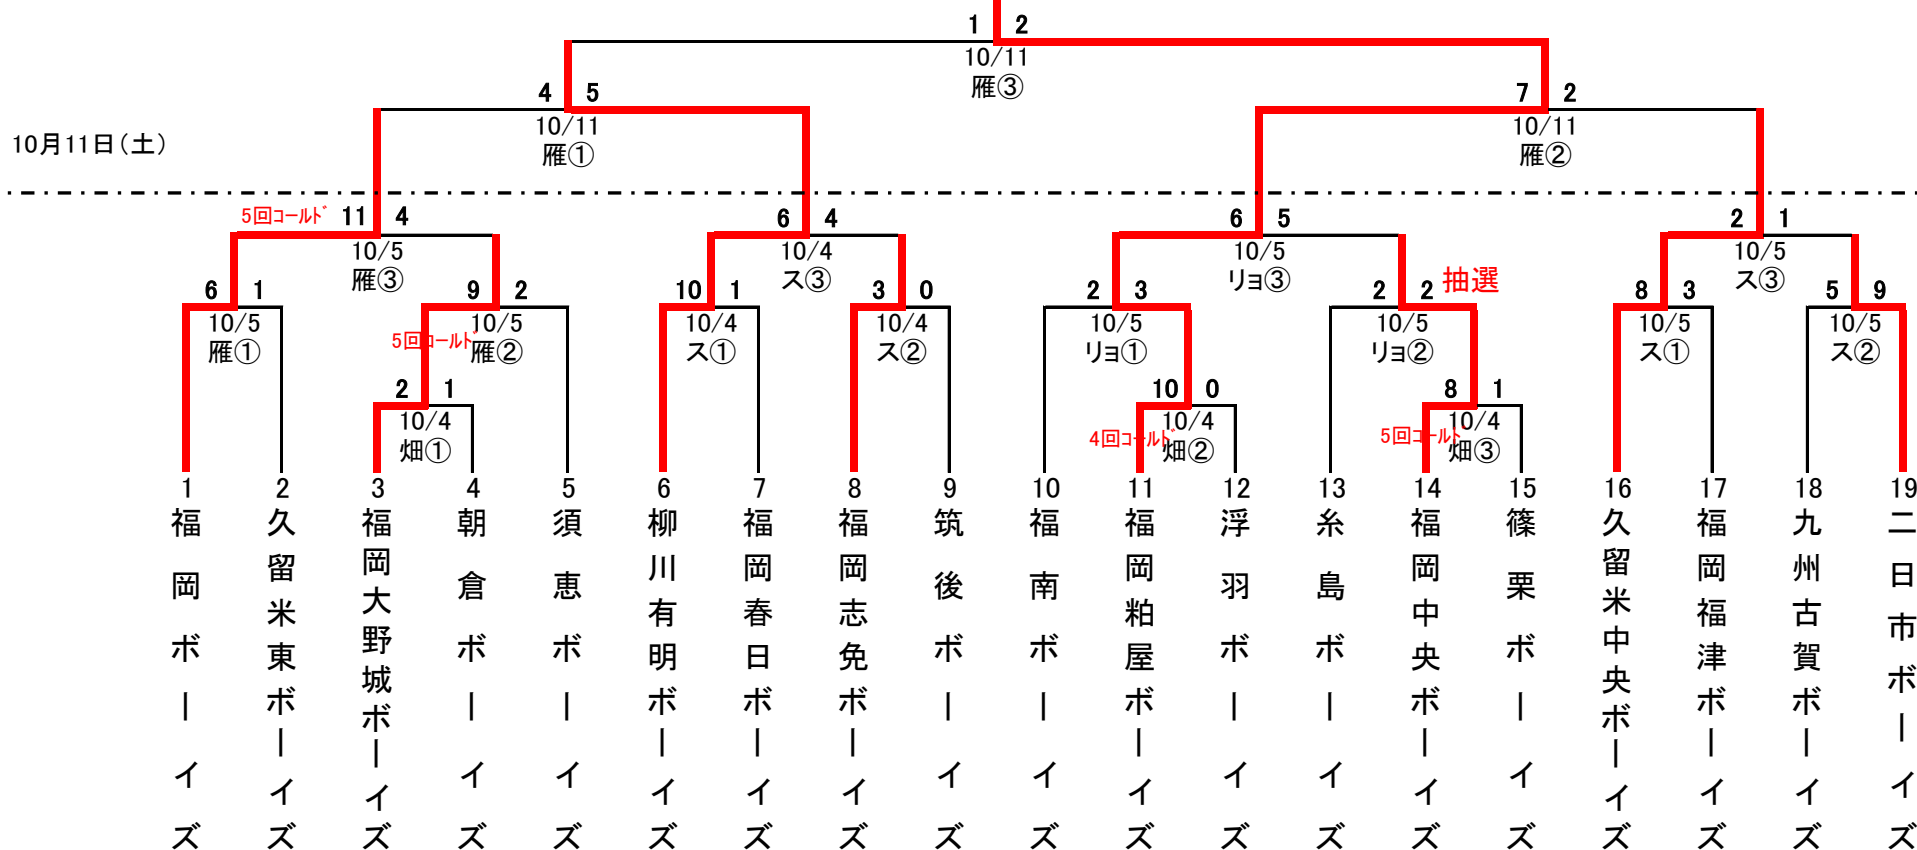 1 2
10/11
雁③
4 5
10/11
雁①
7 2
10/11
雁②
10月11日(土)
5回コールド 11 4
10/5
雁③
6 4
10/4
ス③
6 5
10/5
リョ③
2 1
10/5
ス③
6 1
10/5
雁①
9 2
10/5
5回コールド 雁②
10 1
10/4
ス①
3 0
10/4
ス②
2 3
10/5
リョ①
2 2 抽選
10/5
リョ②
8 3
10/5
ス①
5 9
10/5
ス②
2 1
10/4
畑①
10 0
10/4
4回コールド 畑②
8 1
10/4
5回コールド 畑③
1 福岡ボーイズ
2 久留米東ボーイズ
3 福岡大野城ボーイズ
4 朝倉ボーイズ
5 須恵ボーイズ
6 柳川有明ボーイズ
7 福岡春日ボーイズ
8 福岡志免ボーイズ
9 筑後ボーイズ
10 福南ボーイズ
11 福岡粕屋ボーイズ
12 浮羽ボーイズ
13 糸島ボーイズ
14 福岡中央ボーイズ
15 篠栗ボーイズ
16 久留米中央ボーイズ
17 福岡福津ボーイズ
18 九州古賀ボーイズ
19 二日市ボーイズ